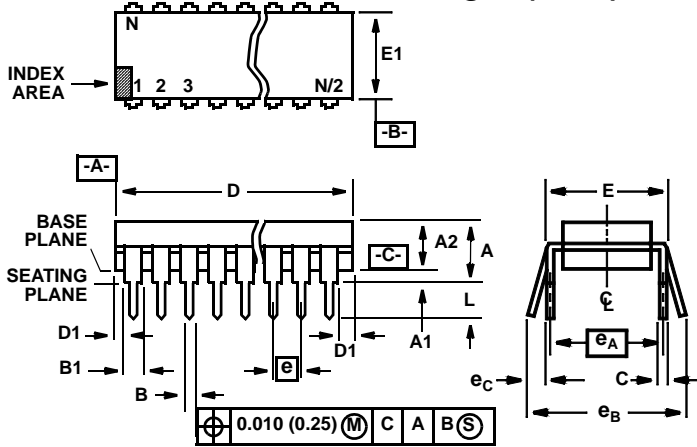 N
E1
INDEX
AREA
1 2 3 N/2
-B-
-A-
D
E
BASE
PLANE
A2
A
-C-
SEATING
PLANE
L
D1
D1
A1
B1
e
eA
B
eC
C
eB
0.010 (0.25) Ⓜ C A B Ⓢ
℄